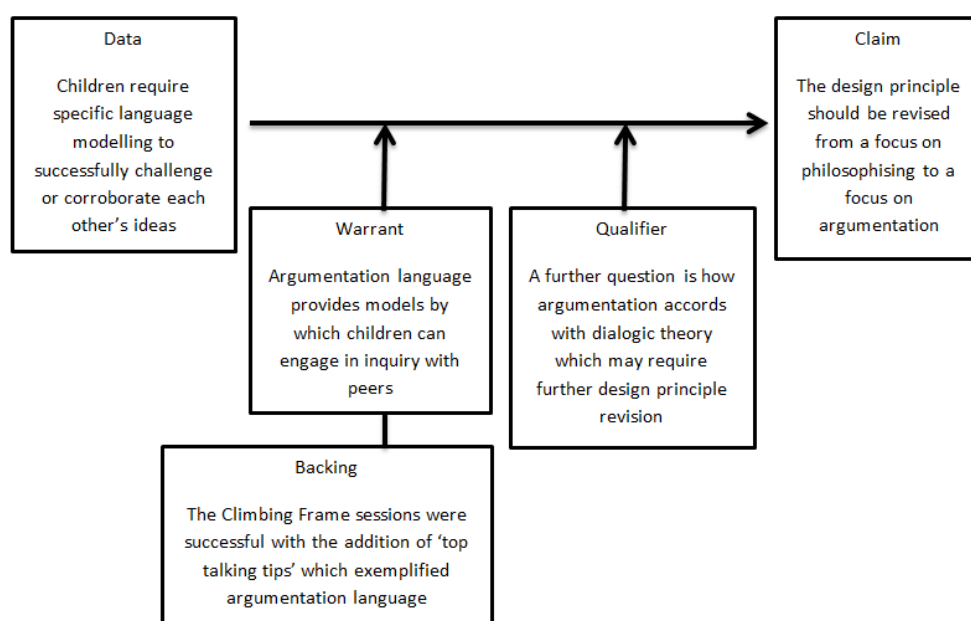 Data
Children require
specific language
modelling to
successfully challenge
or corroborate each
other’s ideas
Claim
The design principle
should be revised
from a focus on
philosophising to a
focus on
argumentation
Warrant
Argumentation language
provides models by
which children can
engage in inquiry with
peers
Qualifier
A further question is how
argumentation accords
with dialogic theory
which may require
further design principle
revision
Backing
The Climbing Frame sessions were
successful with the addition of ‘top
talking tips’ which exemplified
argumentation language